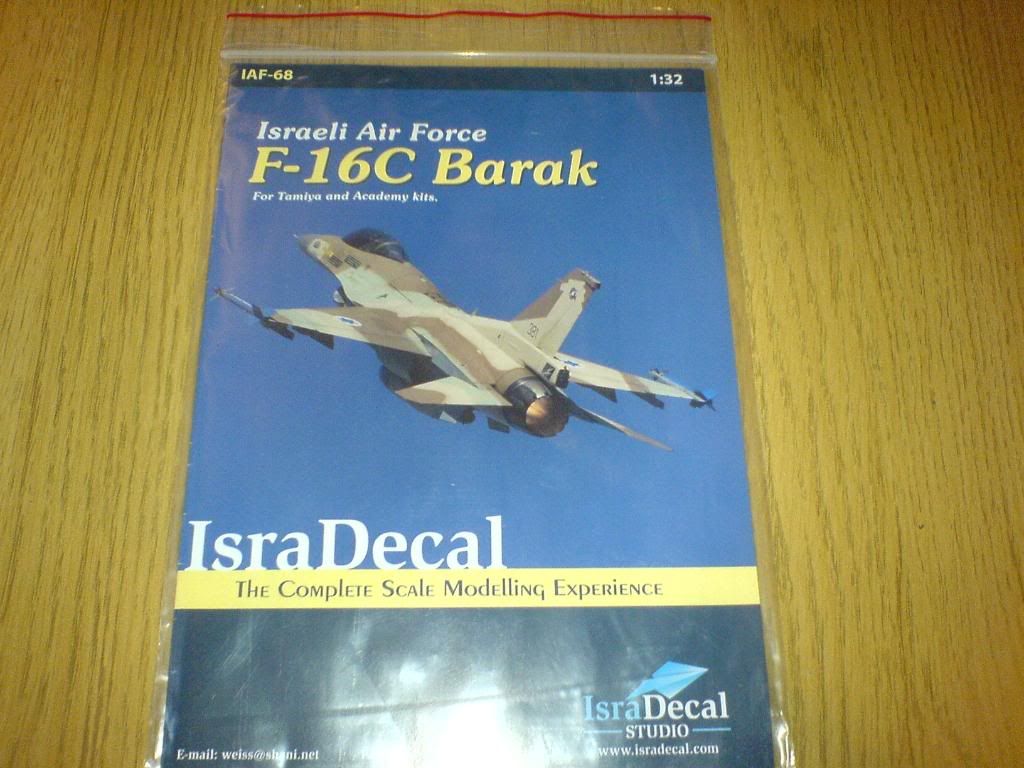 IAF-68
1:32
Israeli Air Force
F-16C Barak
For Tamiya and Academy kits.
IsraDecal
The Complete Scale Modelling Experience
IsraDecal
STUDIO
E-mail: weiss@shani.net
www.isradecal.com